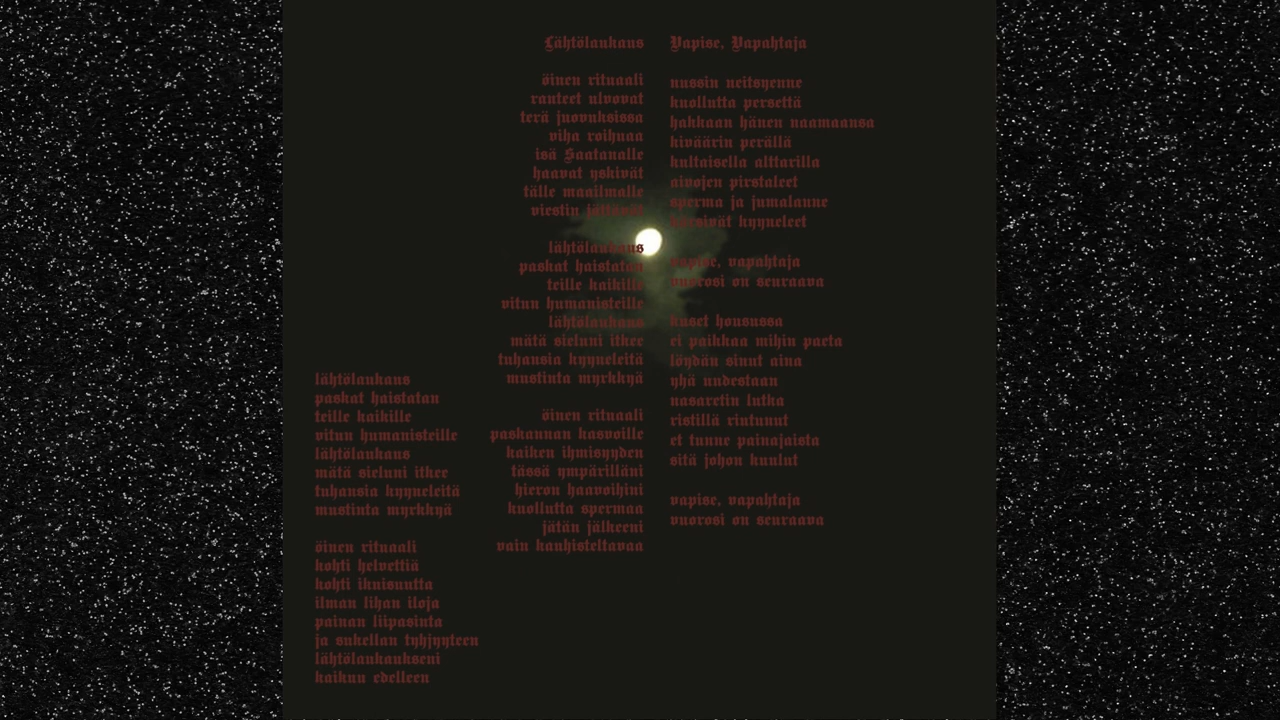 Lähtölaukaus
öinen rituaali
ranteet ulvovat
terä juovuksissa
viha roihuaa
isä Saatanalle
haavat yskivät
tälle maailmalle
viestin jättävät
lähtölaukaus
paskat haistatan
teille kaikille
vitun humanisteille
lähtölaukaus
mätä sieluni itkee
tuhansia kyyneleitä
mustinta myrkkyä
öinen rituaali
paskannan kasvoille
kaiken ihmisyyden
tässä ympärilläni
hieron haavoihini
kuollutta spermaa
jätän jälkeeni
vain kauhisteltavaa
lähtölaukaus
paskat haistatan
teille kaikille
vitun humanisteille
lähtölaukaus
mätä sieluni itkee
tuhansia kyyneleitä
mustinta myrkkyä
öinen rituaali
kohti helvettiä
kohti ikuisuutta
ilman lihan iloja
painan liipasinta
ja sukellan tyhjyyteen
lähtölaukaukseni
kaikuu edelleen
Vapise, Vapahtaja
nussin neitsyenne
kuollutta persettä
hakkaan hänen naamaansa
kiväärin perällä
kultaisella alttarilla
aivojen pirstaleet
sperma ja jumalanne
kärsivät kyyneleet
vapise, vapahtaja
vuorosi on seuraava
kuset housussa
ei paikkaa mihin paeta
löydän sinut aina
yhä uudestaan
nasaretin lutka
ristillä riutunut
et tunne painajaista
sitä johon kuulut
vapise, vapahtaja
vuorosi on seuraava